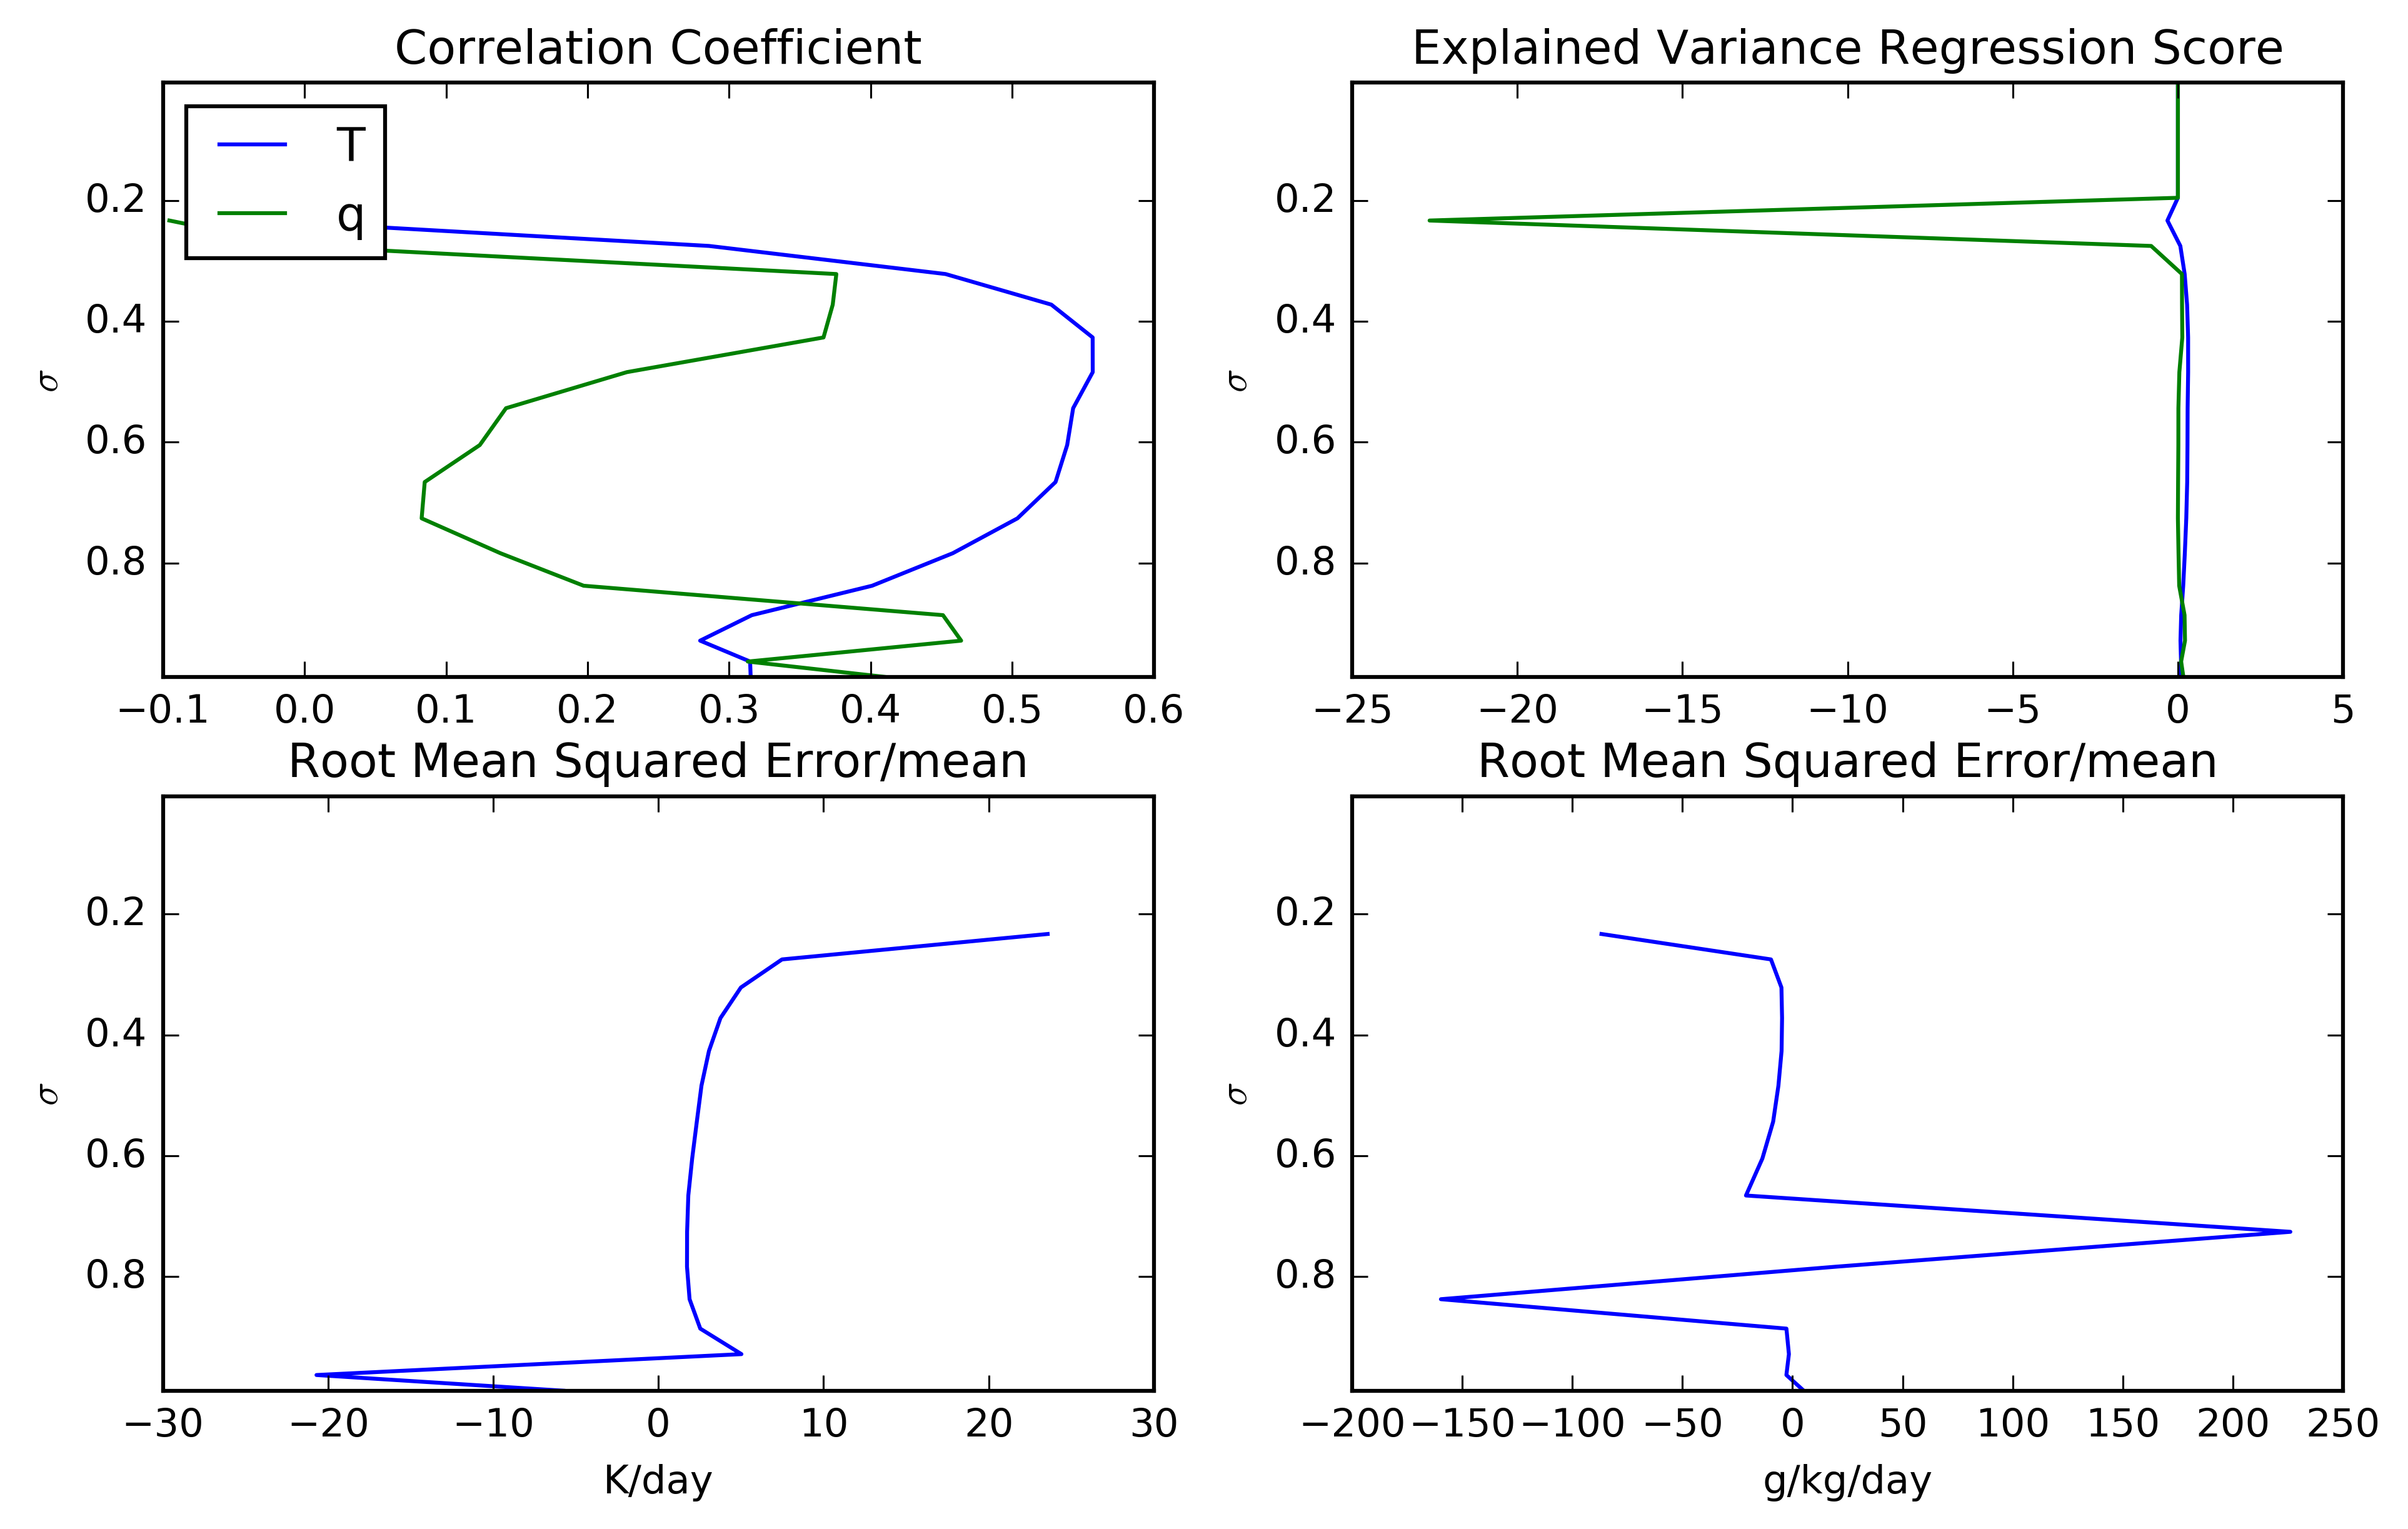 Correlation Coefficient
T
q
0.2
0.4
0.6
0.8
σ
−0.1 0.0 0.1 0.2 0.3 0.4 0.5 0.6
Explained Variance Regression Score
0.2
0.4
0.6
0.8
σ
−25 −20 −15 −10 −5 0 5
Root Mean Squared Error/mean
0.2
0.4
0.6
0.8
σ
−30 −20 −10 0 10 20 30
K/day
Root Mean Squared Error/mean
0.2
0.4
0.6
0.8
σ
−200 −150 −100 −50 0 50 100 150 200 250
g/kg/day